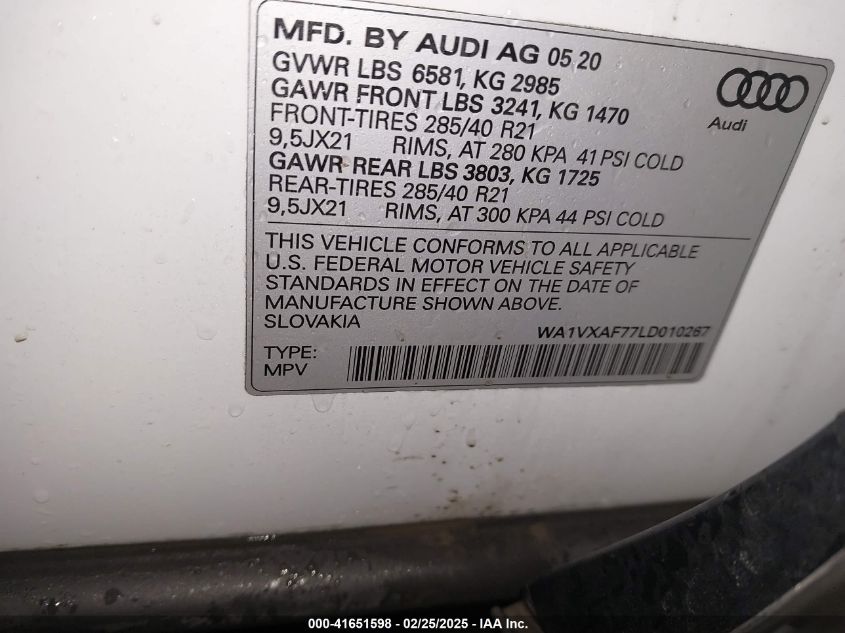 MFD. BY AUDI AG 05 20
GVWR LBS 6581, KG 2985
GAWR FRONT LBS 3241, KG 1470
FRONT-TIRES 285/40 R21
9,5JX21 RIMS, AT 280 KPA 41 PSI COLD
GAWR REAR LBS 3803, KG 1725
REAR-TIRES 285/40 R21
9,5JX21 RIMS, AT 300 KPA 44 PSI COLD
Audi
THIS VEHICLE CONFORMS TO ALL APPLICABLE
U.S. FEDERAL MOTOR VEHICLE SAFETY
STANDARDS IN EFFECT ON THE DATE OF
MANUFACTURE SHOWN ABOVE.
SLOVAKIA WA1VXAF77LD010267
TYPE:
MPV
000-41651598 - 02/25/2025 - IAA Inc.